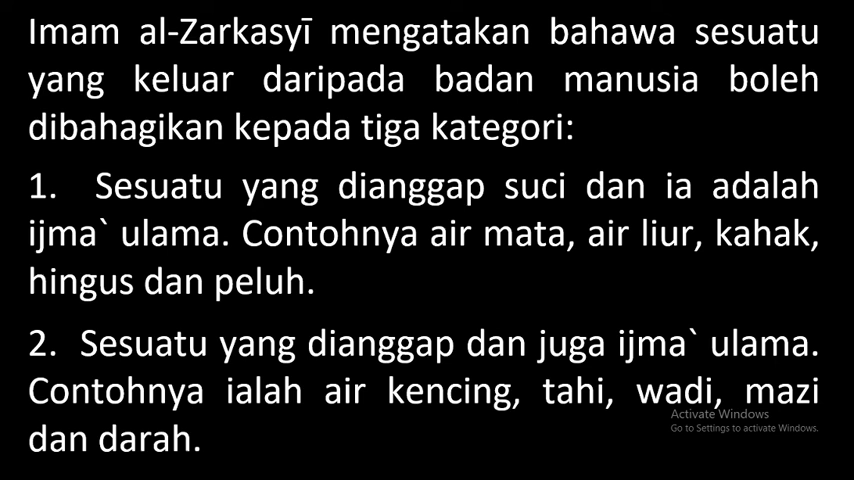 Imam al-Zarkasyī mengatakan bahawa sesuatu
yang keluar daripada badan manusia boleh
dibahagikan kepada tiga kategori:
1. Sesuatu yang dianggap suci dan ia adalah
ijma` ulama. Contohnya air mata, air liur, kahak,
hingus dan peluh.
2. Sesuatu yang dianggap dan juga ijma` ulama.
Contohnya ialah air kencing, tahi, wadi, mazi
dan darah.
Activate Windows
Go to Settings to activate Windows.